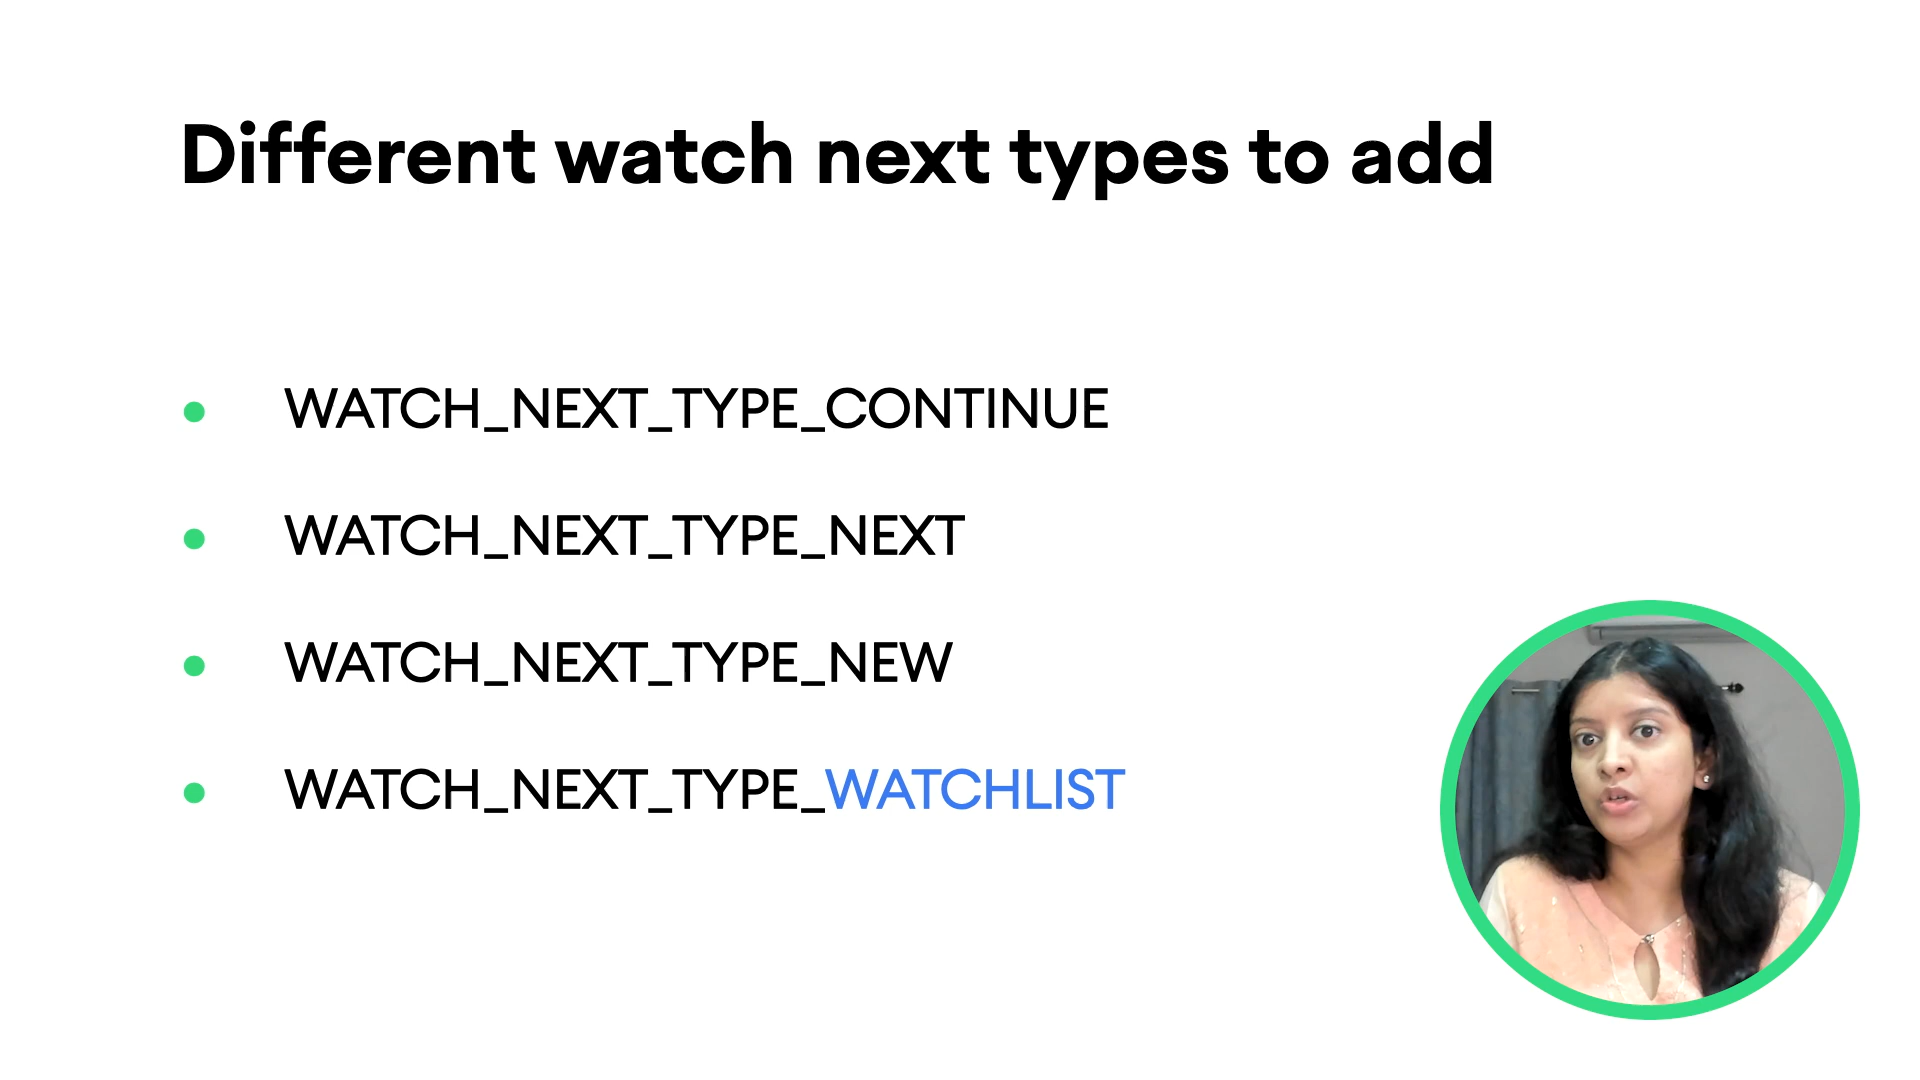 Different watch next types to add
WATCH_NEXT_TYPE_CONTINUE
WATCH_NEXT_TYPE_NEXT
WATCH_NEXT_TYPE_NEW
WATCH_NEXT_TYPE_WATCHLIST